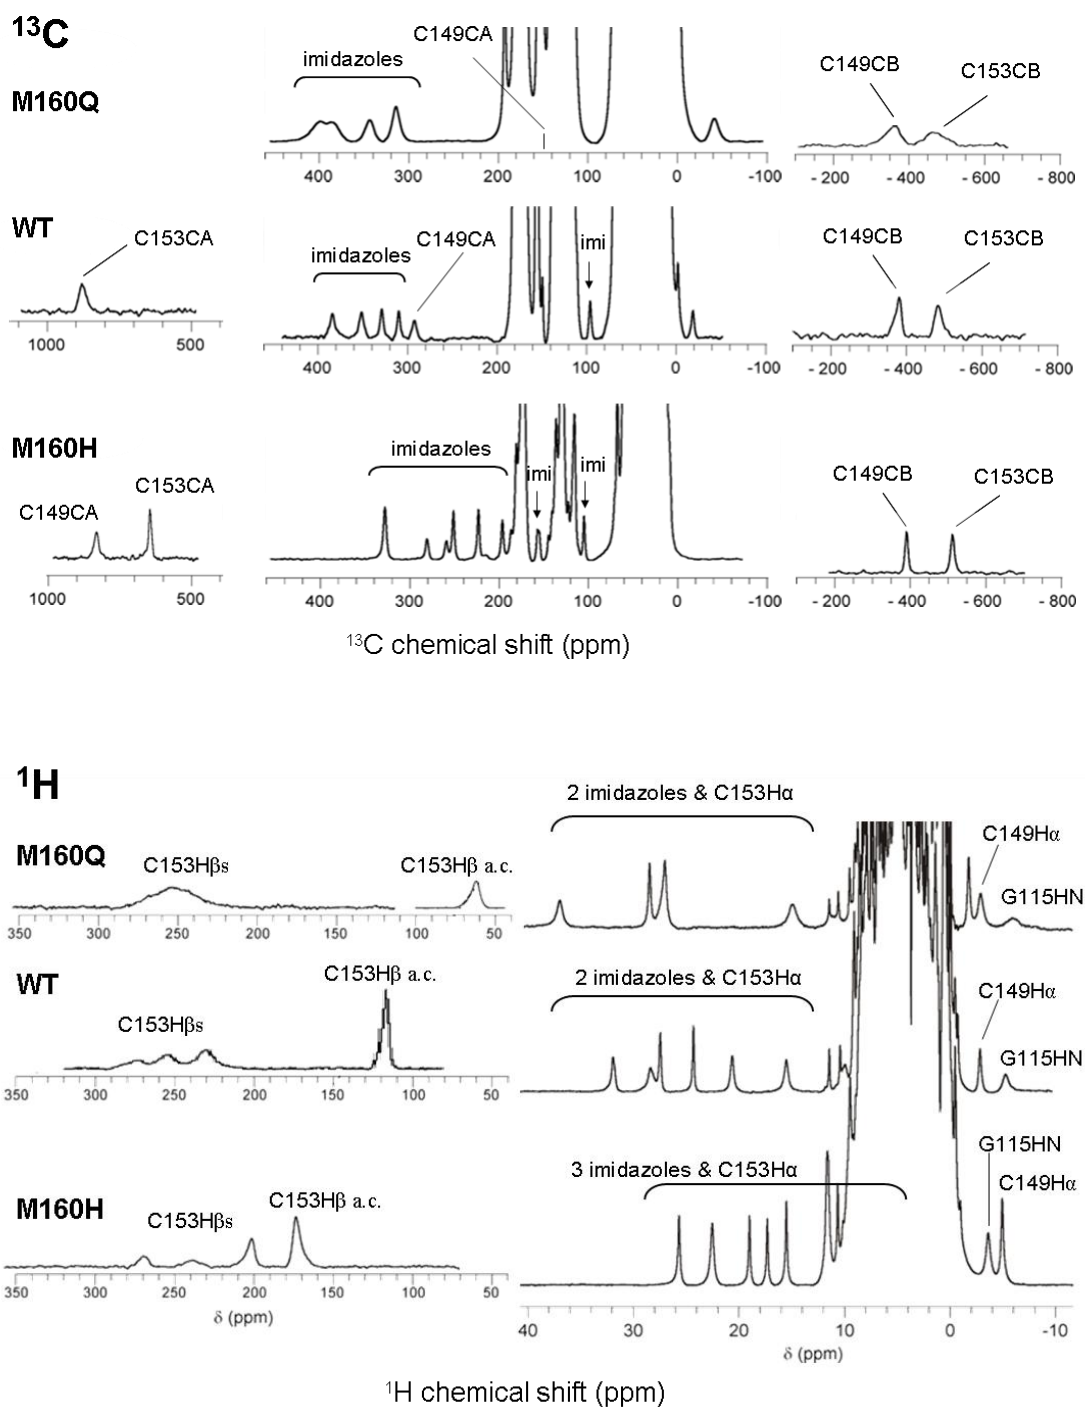 ¹³C
M160Q
imidazoles
C149CA
C149CB
C153CB
400 300 200 100 0 -100
- 200 - 400 - 600 - 800
WT
C153CA
imidazoles
C149CA
imi
C149CB
C153CB
1000 500
400 300 200 100 0 -100
- 200 - 400 - 600 - 800
M160H
C149CA
C153CA
imidazoles
imi
imi
C149CB
C153CB
1000 500
400 300 200 100 0 -100
- 200 - 400 - 600 - 800
¹³C chemical shift (ppm)
¹H
M160Q
C153Hβs
C153Hβ a.c.
2 imidazoles & C153Hα
C149Hα
G115HN
350 300 250 200 150 100 50
WT
C153Hβs
C153Hβ a.c.
2 imidazoles & C153Hα
C149Hα
G115HN
350 300 250 200 150 100 50
M160H
C153Hβs
C153Hβ a.c.
3 imidazoles & C153Hα
G115HN
C149Hα
350 300 250 200 150 100 50
δ (ppm)
40 30 20 10 0 -10
δ (ppm)
¹H chemical shift (ppm)